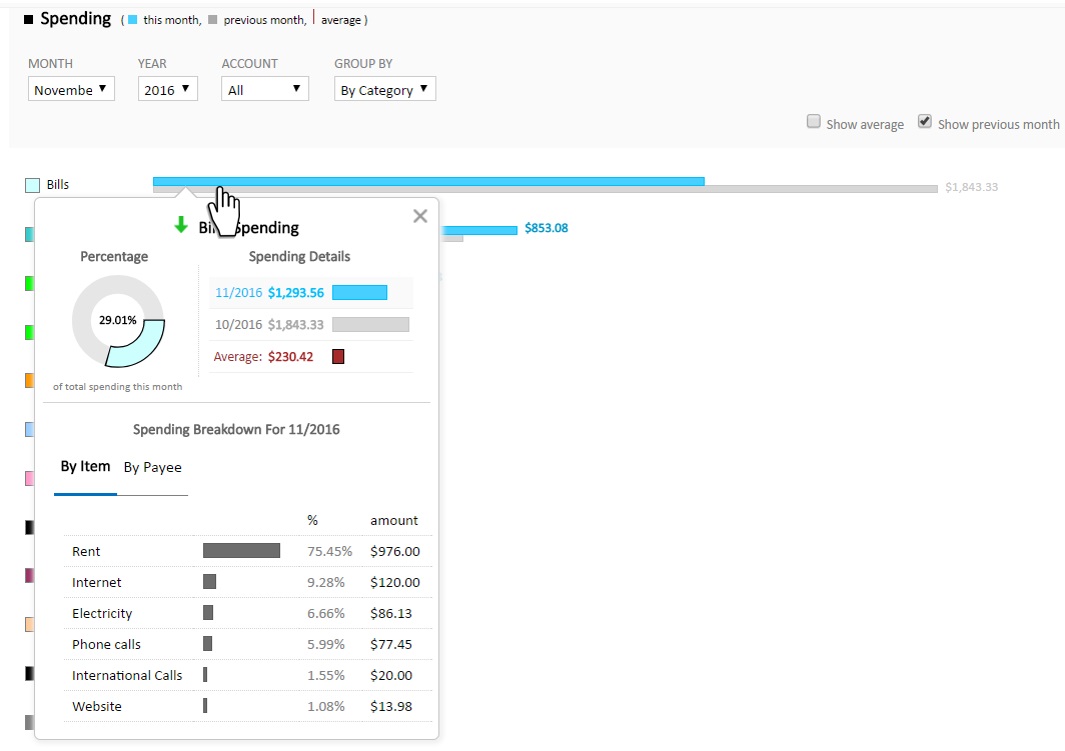 Spending ( this month, previous month, average )
MONTH YEAR ACCOUNT GROUP BY
Novembe 2016 All By Category
Show average Show previous month
Bills $1,843.33
Spending
$853.08
Percentage Spending Details
11/2016 $1,293.56
29.01%
10/2016 $1,843.33
Average: $230.42
of total spending this month
Spending Breakdown For 11/2016
By Item By Payee
% amount
Rent 75.45% $976.00
Internet 9.28% $120.00
Electricity 6.66% $86.13
Phone calls 5.99% $77.45
International Calls 1.55% $20.00
Website 1.08% $13.98